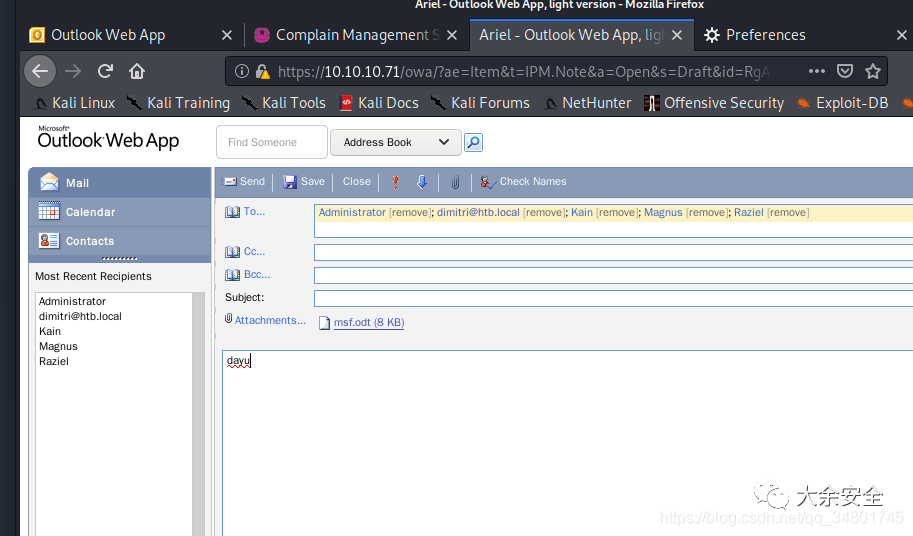 Ariel - Outlook Web App, light version - Mozilla Firefox
Outlook Web App
Complain Management S
Ariel - Outlook Web App, lig
Preferences
https://10.10.10.71/owa/?ae=Item&t=IPM.Note&a=Open&s=Draft&id=RgA
Kali Linux Kali Training Kali Tools Kali Docs Kali Forums NetHunter Offensive Security Exploit-DB
Microsoft®
Outlook Web App
Find Someone
Address Book
Mail
Calendar
Contacts
Most Recent Recipients
Administrator
dimitri@htb.local
Kain
Magnus
Raziel
Send Save Close Check Names
To... Administrator [remove]; dimitri@htb.local [remove]; Kain [remove]; Magnus [remove]; Raziel [remove]
Cc...
Bcc...
Subject:
Attachments... msf.odt (8 KB)
dayu
大余安全
https://blog.csdn.net/qq_34801745